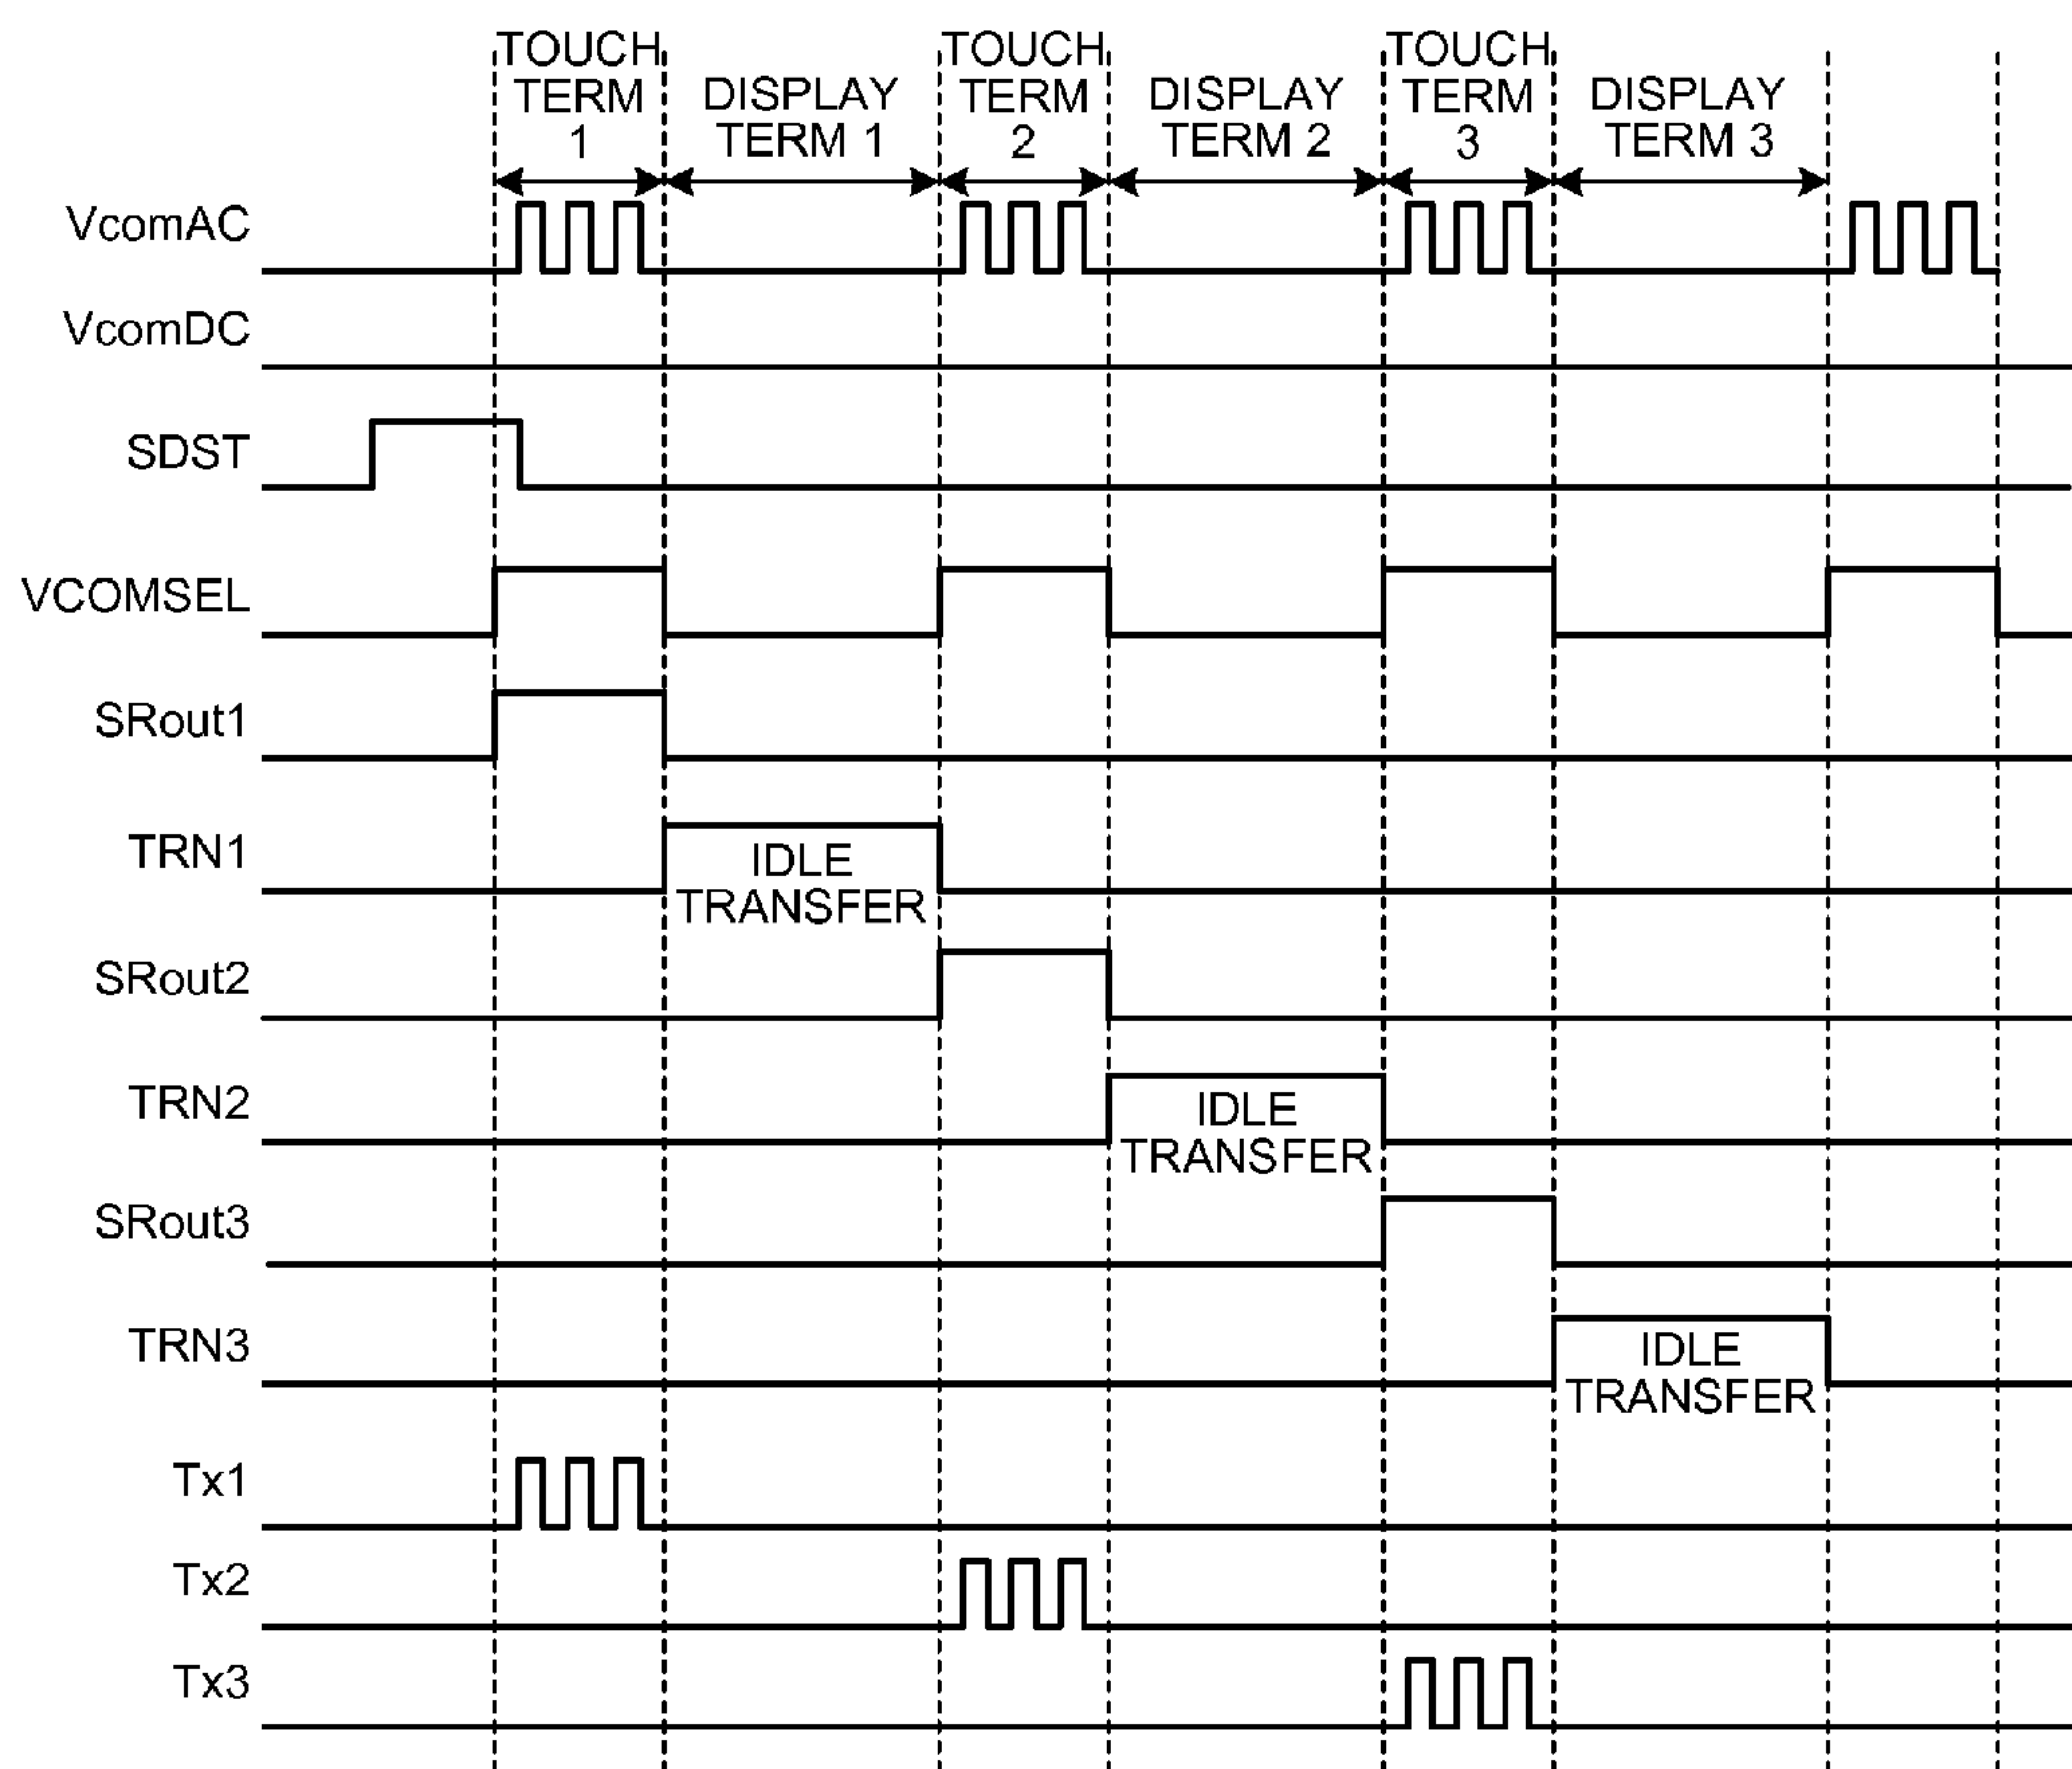 TOUCH TERM 1
DISPLAY TERM 1
TOUCH TERM 2
DISPLAY TERM 2
TOUCH TERM 3
DISPLAY TERM 3
VcomAC
VcomDC
SDST
VCOMSEL
SRout1
TRN1
IDLE
TRANSFER
SRout2
TRN2
IDLE
TRANSFER
SRout3
TRN3
IDLE
TRANSFER
Tx1
Tx2
Tx3